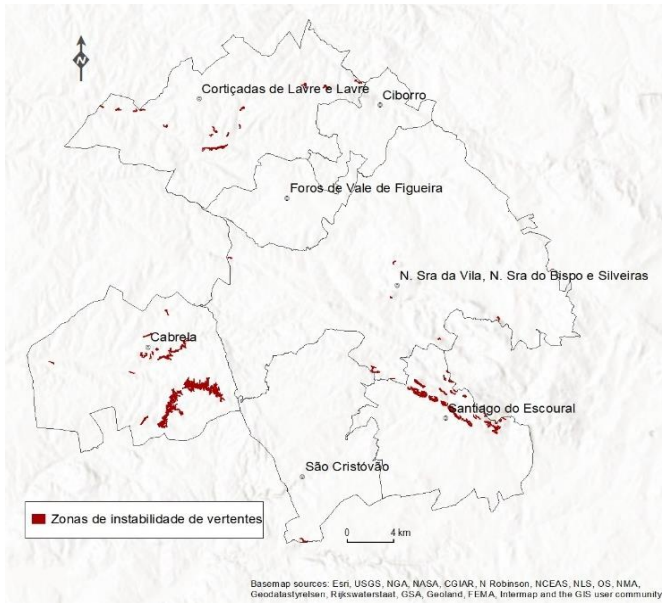 N
Cortiçadas de Lavre e Lavre
Ciborro
Foros de Vale de Figueira
N. Sra da Vila, N. Sra do Bispo e Silveiras
Cabrela
Santiago do Escoural
São Cristóvão
Zonas de instabilidade de vertentes
0 4 km
Basemap sources: Esri, USGS, NGA, NASA, CGIAR, N Robinson, NCEAS, NLS, OS, NMA,
Geodatastyrelsen, Rijkswaterstaat, GSA, Geoland, FEMA, Intermap and the GIS user community